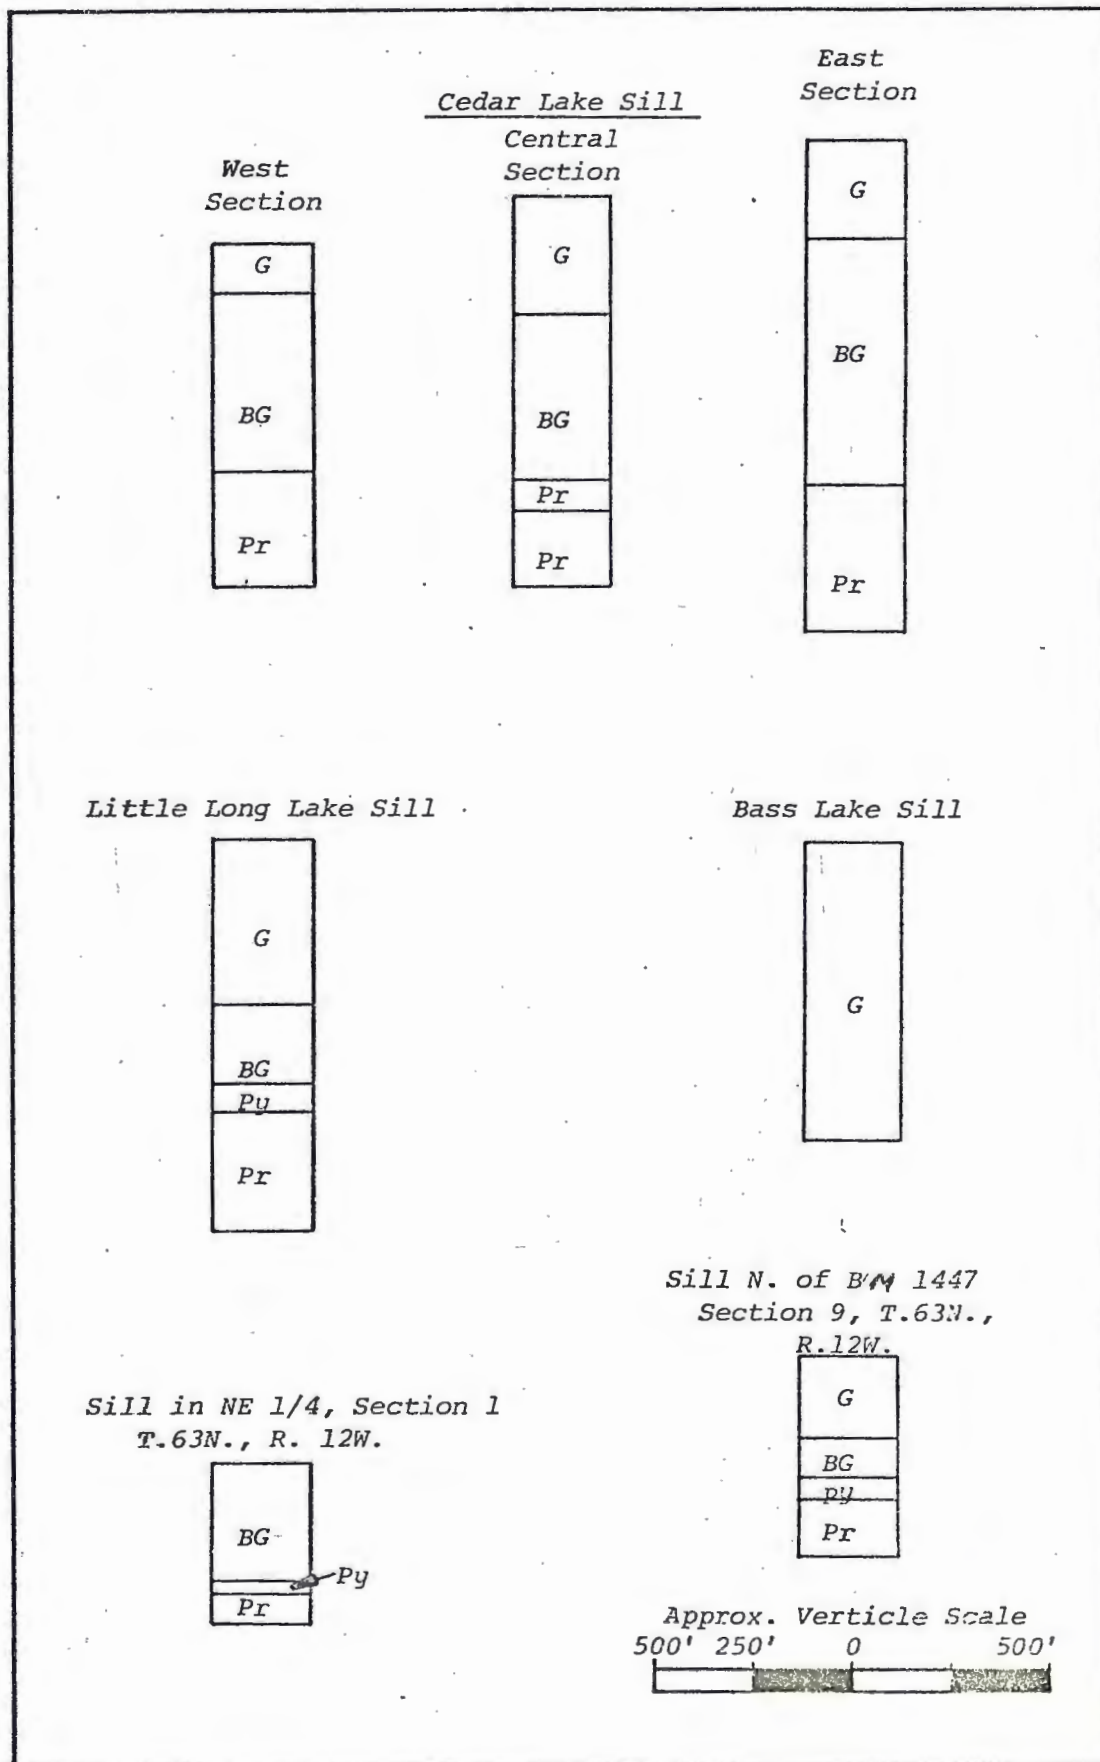 Cedar Lake Sill
West
Section
G
BG
Pr
Central
Section
G
BG
Pr
Pr
East
Section
G
BG
Pr
Little Long Lake Sill
G
BG
Py
Pr
Bass Lake Sill
G
Sill in NE 1/4, Section 1
T.63N., R. 12W.
BG
Py
Pr
Sill N. of BM 1447
Section 9, T.63N.,
R.12W.
G
BG
py
Pr
Approx. Verticle Scale
500' 250' 0 500'